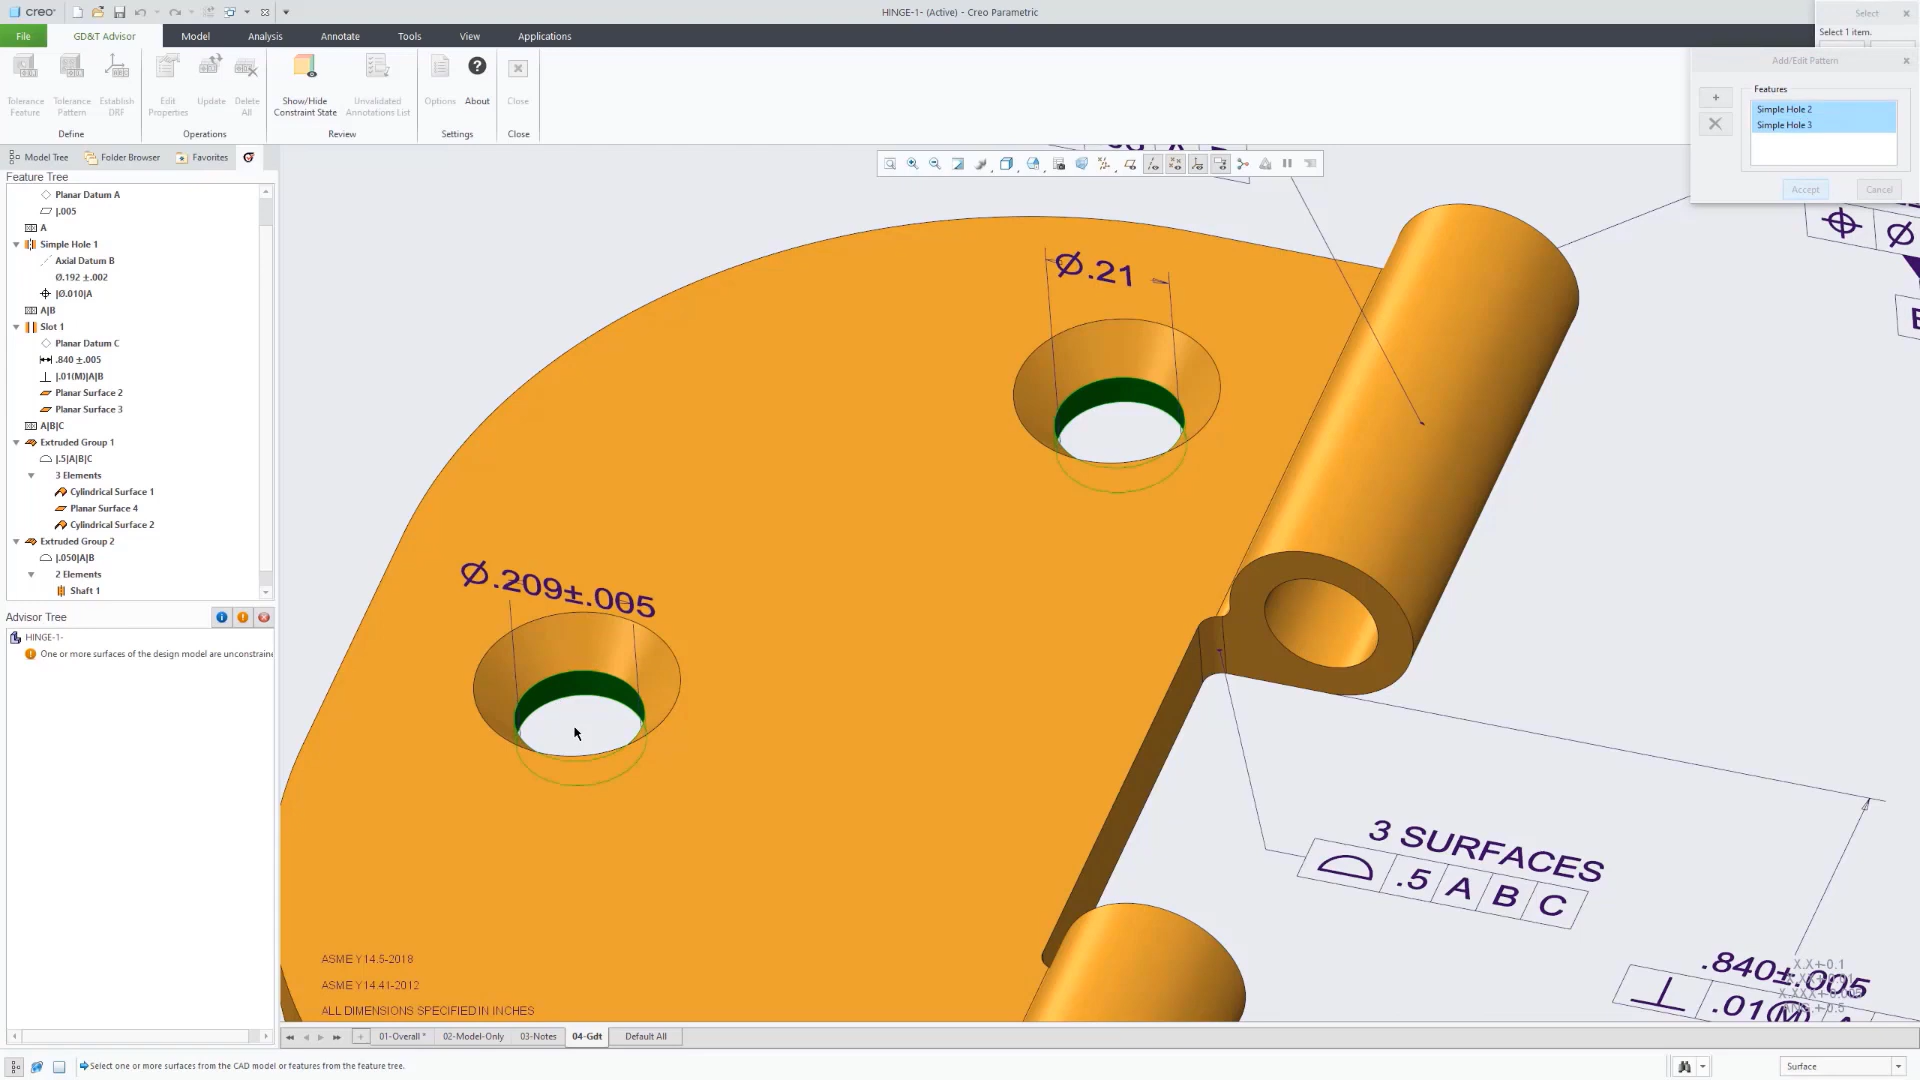 creo
HINGE-1- (Active) - Creo Parametric
Select
File
GD&T Advisor
Model
Analysis
Annotate
Tools
View
Applications
Select 1 item.
Add/Edit Pattern
Features
Simple Hole 2
Simple Hole 3
Accept
Cancel
Tolerance Feature
Tolerance Pattern
Establish DRF
Edit Properties
Update
Delete All
Show/Hide Constraint State
Unvalidated Annotations List
Options
About
Close
Define
Operations
Review
Settings
Close
Model Tree
Folder Browser
Favorites
Feature Tree
Planar Datum A
|.005
A
Simple Hole 1
Axial Datum B
Ø.192 ±.002
|Ø.010|A
A|B
Slot 1
Planar Datum C
.840 ±.005
|.01(M)|A|B
Planar Surface 2
Planar Surface 3
A|B|C
Extruded Group 1
|.5|A|B|C
3 Elements
Cylindrical Surface 1
Planar Surface 4
Cylindrical Surface 2
Extruded Group 2
|.050|A|B
2 Elements
Shaft 1
Advisor Tree
HINGE-1-
One or more surfaces of the design model are unconstraine
Ø.21
Ø.209±.005
3 SURFACES
.5 A B C
.840±.005
.01Ⓜ
X.X+-0.1
ASME Y14.5-2018
ASME Y14.41-2012
ALL DIMENSIONS SPECIFIED IN INCHES
01-Overall *
02-Model-Only
03-Notes
04-Gdt
Default All
Select one or more surfaces from the CAD model or features from the feature tree.
Surface